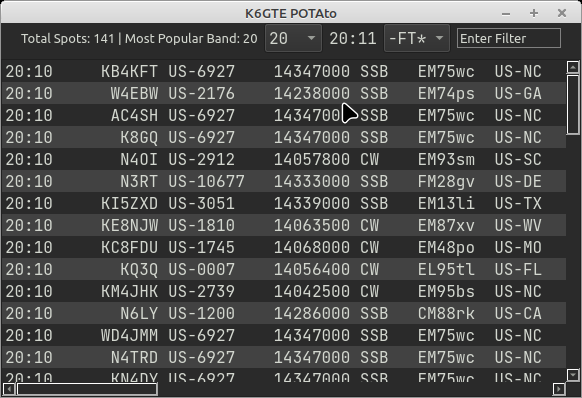 K6GTE POTAto
Total Spots: 141 | Most Popular Band: 20 20 20:11 -FT* Enter Filter
20:10 KB4KFT US-6927 14347000 SSB EM75wc US-NC
20:10 W4EBW US-2176 14238000 SSB EM74ps US-GA
20:10 AC4SH US-6927 14347000 SSB EM75wc US-NC
20:10 K8GQ US-6927 14347000 SSB EM75wc US-NC
20:10 N4OI US-2912 14057800 CW EM93sm US-SC
20:10 N3RT US-10677 14333000 SSB FM28gv US-DE
20:10 KI5ZXD US-3051 14339000 SSB EM13li US-TX
20:10 KE8NJW US-1810 14063500 CW EM87xv US-WV
20:10 KC8FDU US-1745 14068000 CW EM48po US-MO
20:10 KQ3Q US-0007 14056400 CW EL95tl US-FL
20:10 KM4JHK US-2739 14042500 CW EM95bs US-NC
20:10 N6LY US-1200 14286000 SSB CM88rk US-CA
20:10 WD4JMM US-6927 14347000 SSB EM75wc US-NC
20:10 N4TRD US-6927 14347000 SSB EM75wc US-NC
20:10 KN4DY US-6927 14347000 SSB EM75wc US-NC